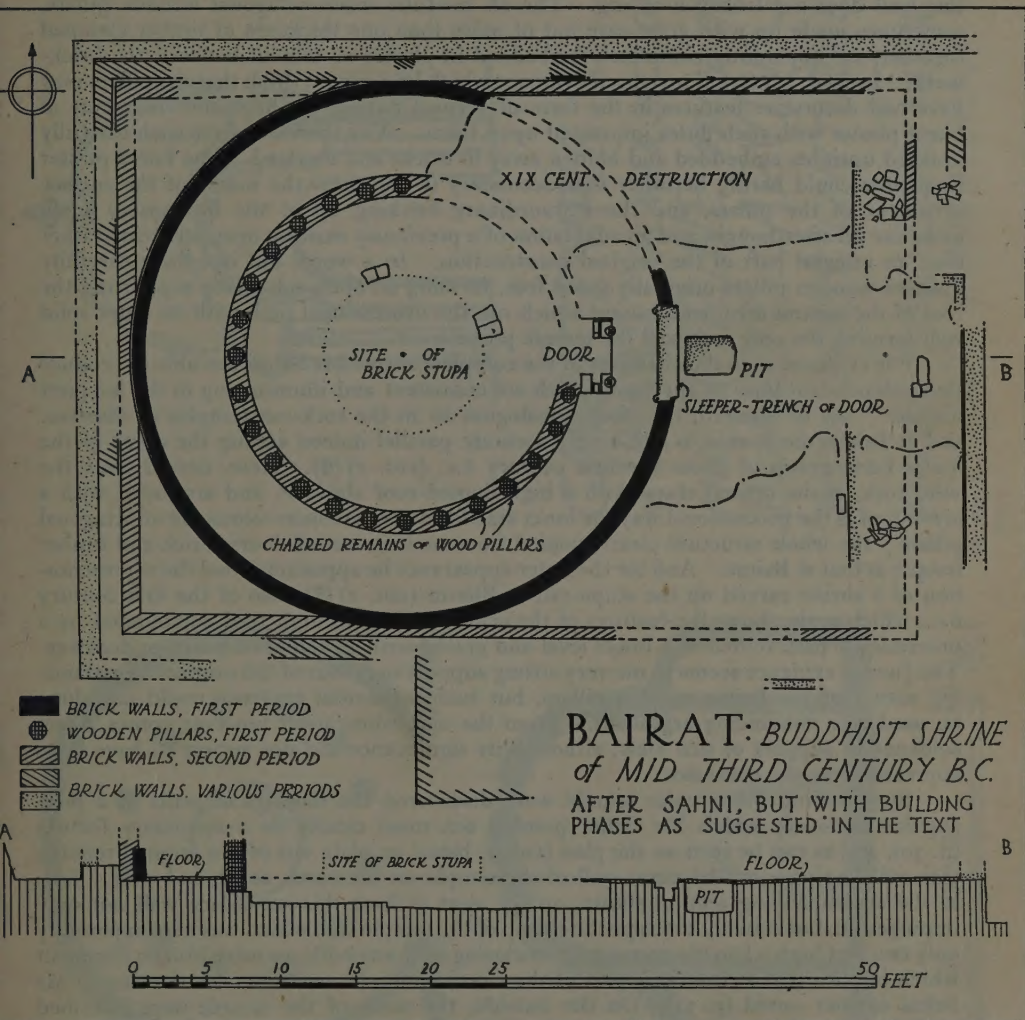 XIX CENT. DESTRUCTION
A
SITE OF
BRICK STUPA
DOOR
PIT
B
SLEEPER-TRENCH OF DOOR
CHARRED REMAINS OF WOOD PILLARS
BRICK WALLS, FIRST PERIOD
WOODEN PILLARS, FIRST PERIOD
BRICK WALLS, SECOND PERIOD
BRICK WALLS. VARIOUS PERIODS
BAIRAT: BUDDHIST SHRINE
of MID THIRD CENTURY B.C.
AFTER SAHNI, BUT WITH BUILDING
PHASES AS SUGGESTED IN THE TEXT
A
FLOOR
SITE OF BRICK STUPA
FLOOR
PIT
B
0 5 10 15 20 25 50 FEET